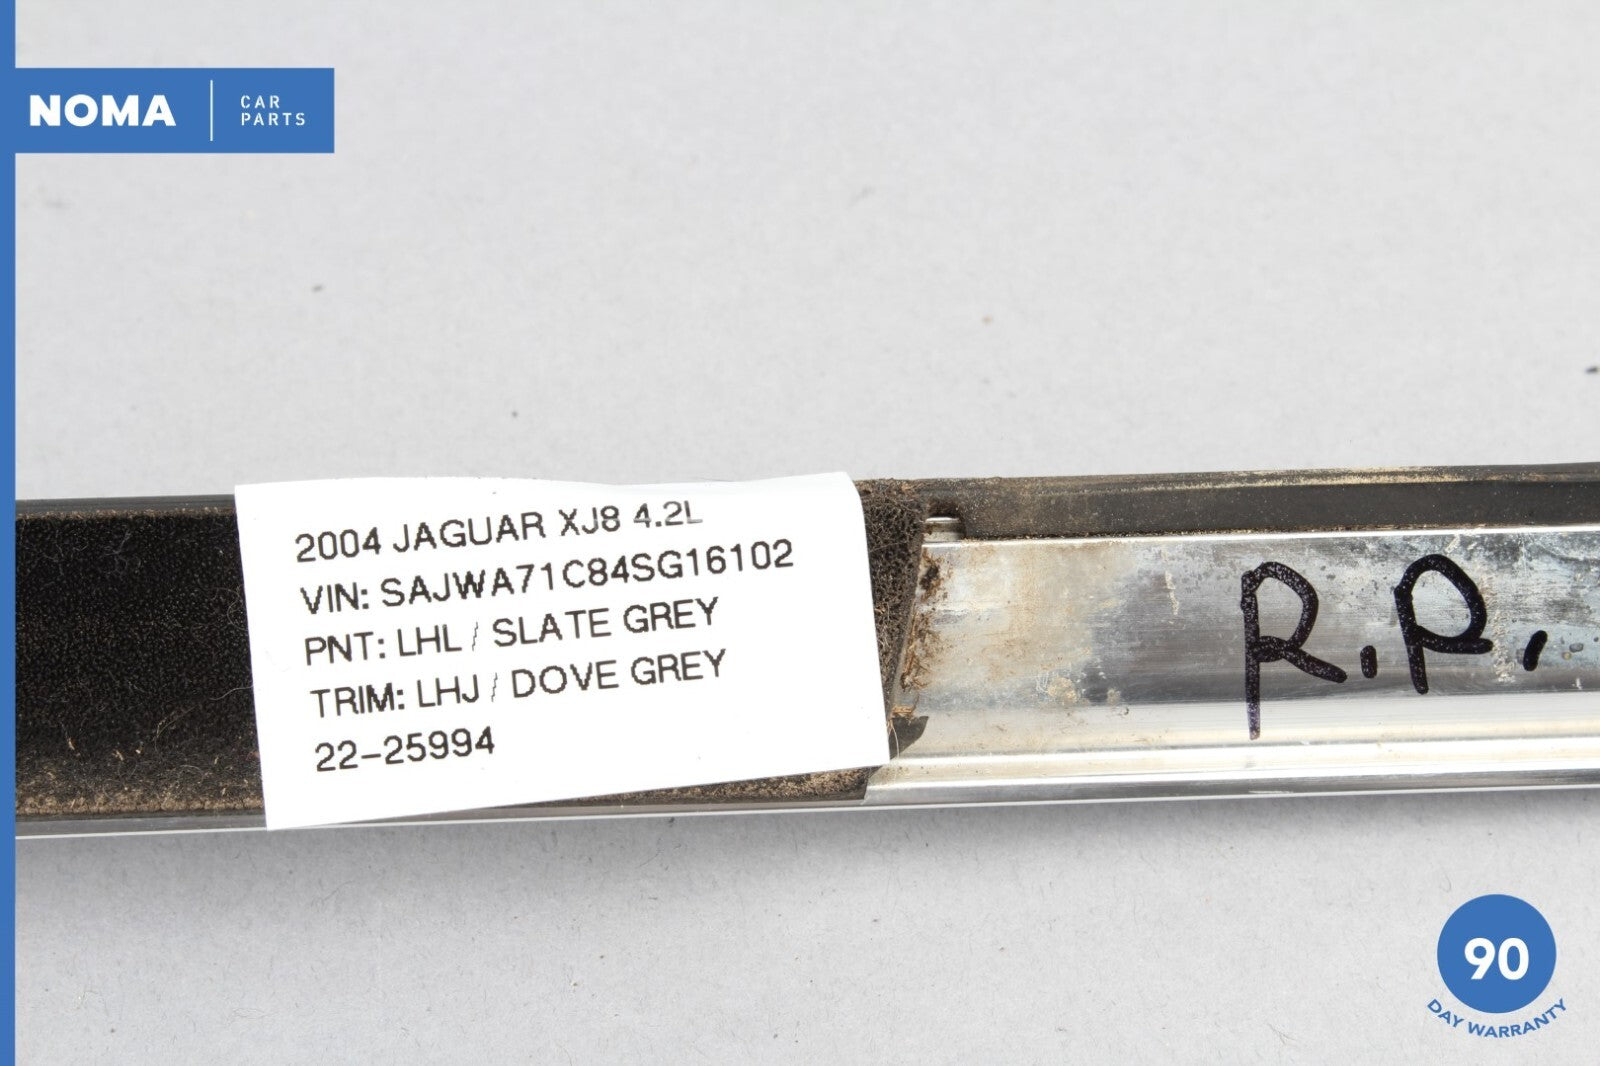 NOMA
CAR
PARTS
2004 JAGUAR XJ8 4.2L
VIN: SAJWA71C84SG16102
PNT: LHL / SLATE GREY
TRIM: LHJ / DOVE GREY
22-25994
R.P.
90
DAY WARRANTY